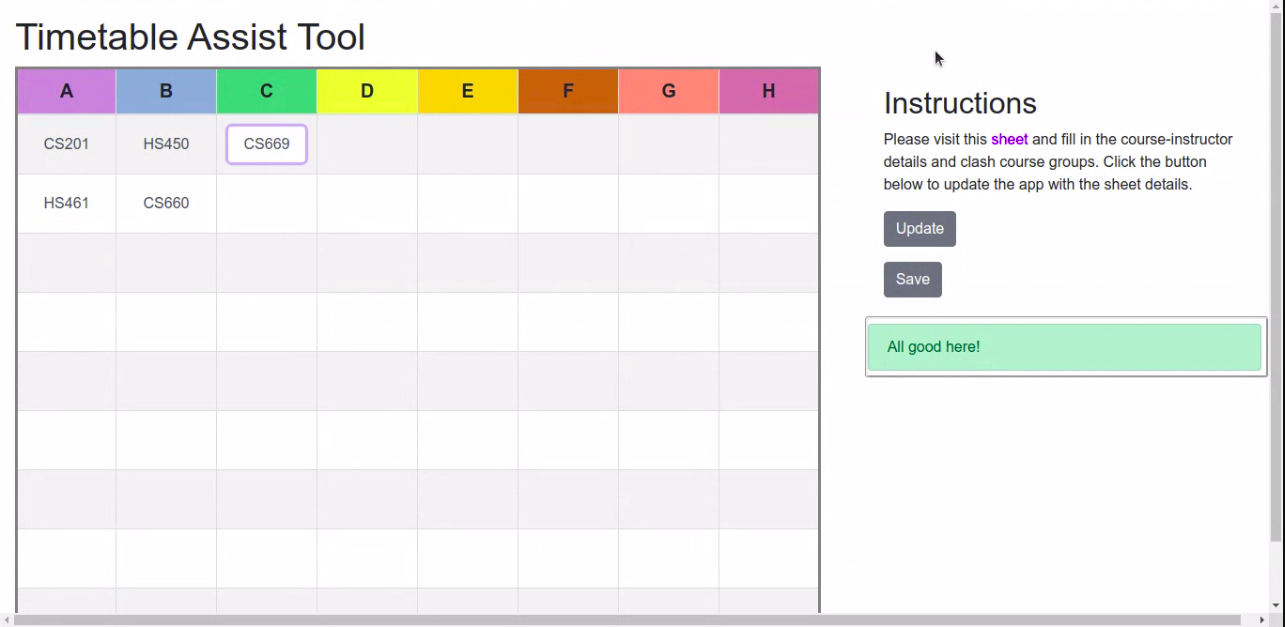 Timetable Assist Tool
A B C D E F G H
CS201 HS450 CS669
HS461 CS660
Instructions
Please visit this sheet and fill in the course-instructor
details and clash course groups. Click the button
below to update the app with the sheet details.
Update
Save
All good here!